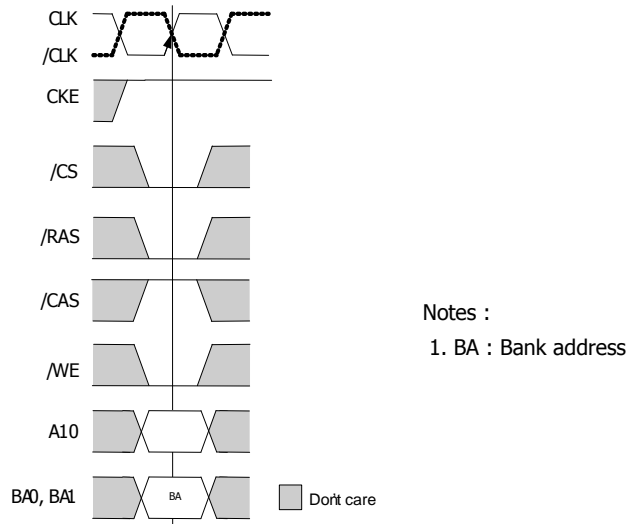 CLK
/CLK
CKE
/CS
/RAS
/CAS
/WE
A10
BA0, BA1
BA
Don't care
Notes :
1. BA : Bank address